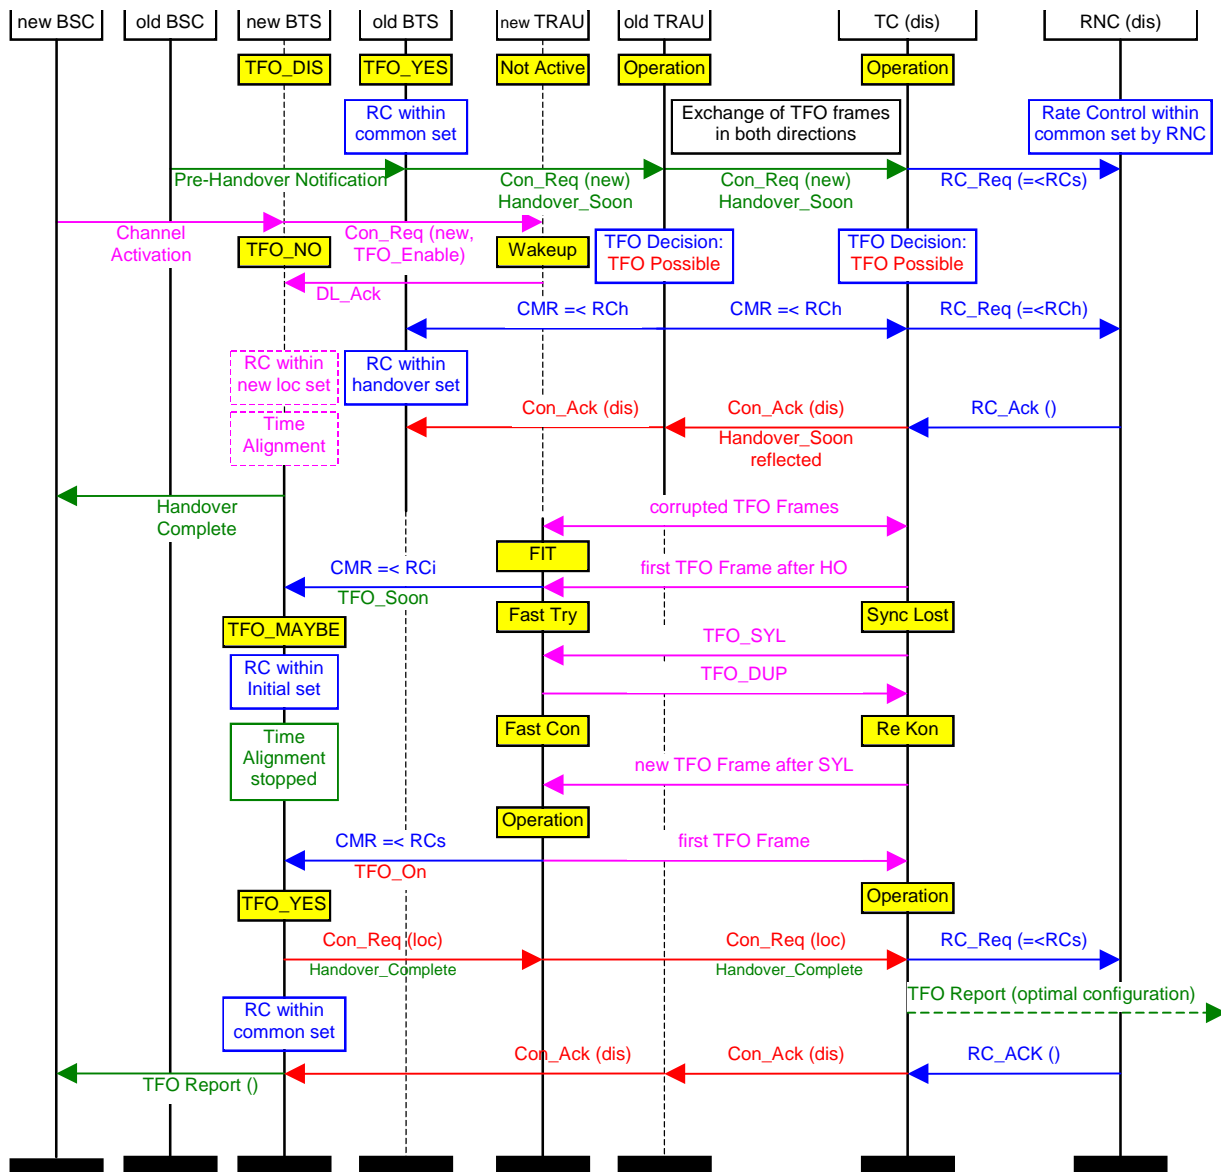 new BSC
old BSC
new BTS
old BTS
new TRAU
old TRAU
TC (dis)
RNC (dis)
TFO_DIS
TFO_YES
Not Active
Operation
Operation
RC within
common set
Exchange of TFO frames
in both directions
Rate Control within
common set by RNC
Pre-Handover Notification
Con_Req (new)
Handover_Soon
Con_Req (new)
Handover_Soon
RC_Req (=<RCs)
Channel
Activation
TFO_NO
Con_Req (new,
TFO_Enable)
Wakeup
TFO Decision:
TFO Possible
TFO Decision:
TFO Possible
DL_Ack
CMR =< RCh
CMR =< RCh
RC_Req (=<RCh)
RC within
new loc set
RC within
handover set
Time
Alignment
Con_Ack (dis)
Con_Ack (dis)
Handover_Soon
reflected
RC_Ack ()
Handover
Complete
corrupted TFO Frames
FIT
CMR =< RCi
TFO_Soon
first TFO Frame after HO
Fast Try
Sync Lost
TFO_MAYBE
TFO_SYL
RC within
Initial set
TFO_DUP
Time
Alignment
stopped
Fast Con
Re Kon
new TFO Frame after SYL
Operation
CMR =< RCs
TFO_On
first TFO Frame
TFO_YES
Operation
Con_Req (loc)
Handover_Complete
Con_Req (loc)
Handover_Complete
RC_Req (=<RCs)
TFO Report (optimal configuration)
RC within
common set
Con_Ack (dis)
Con_Ack (dis)
RC_ACK ()
TFO Report ()